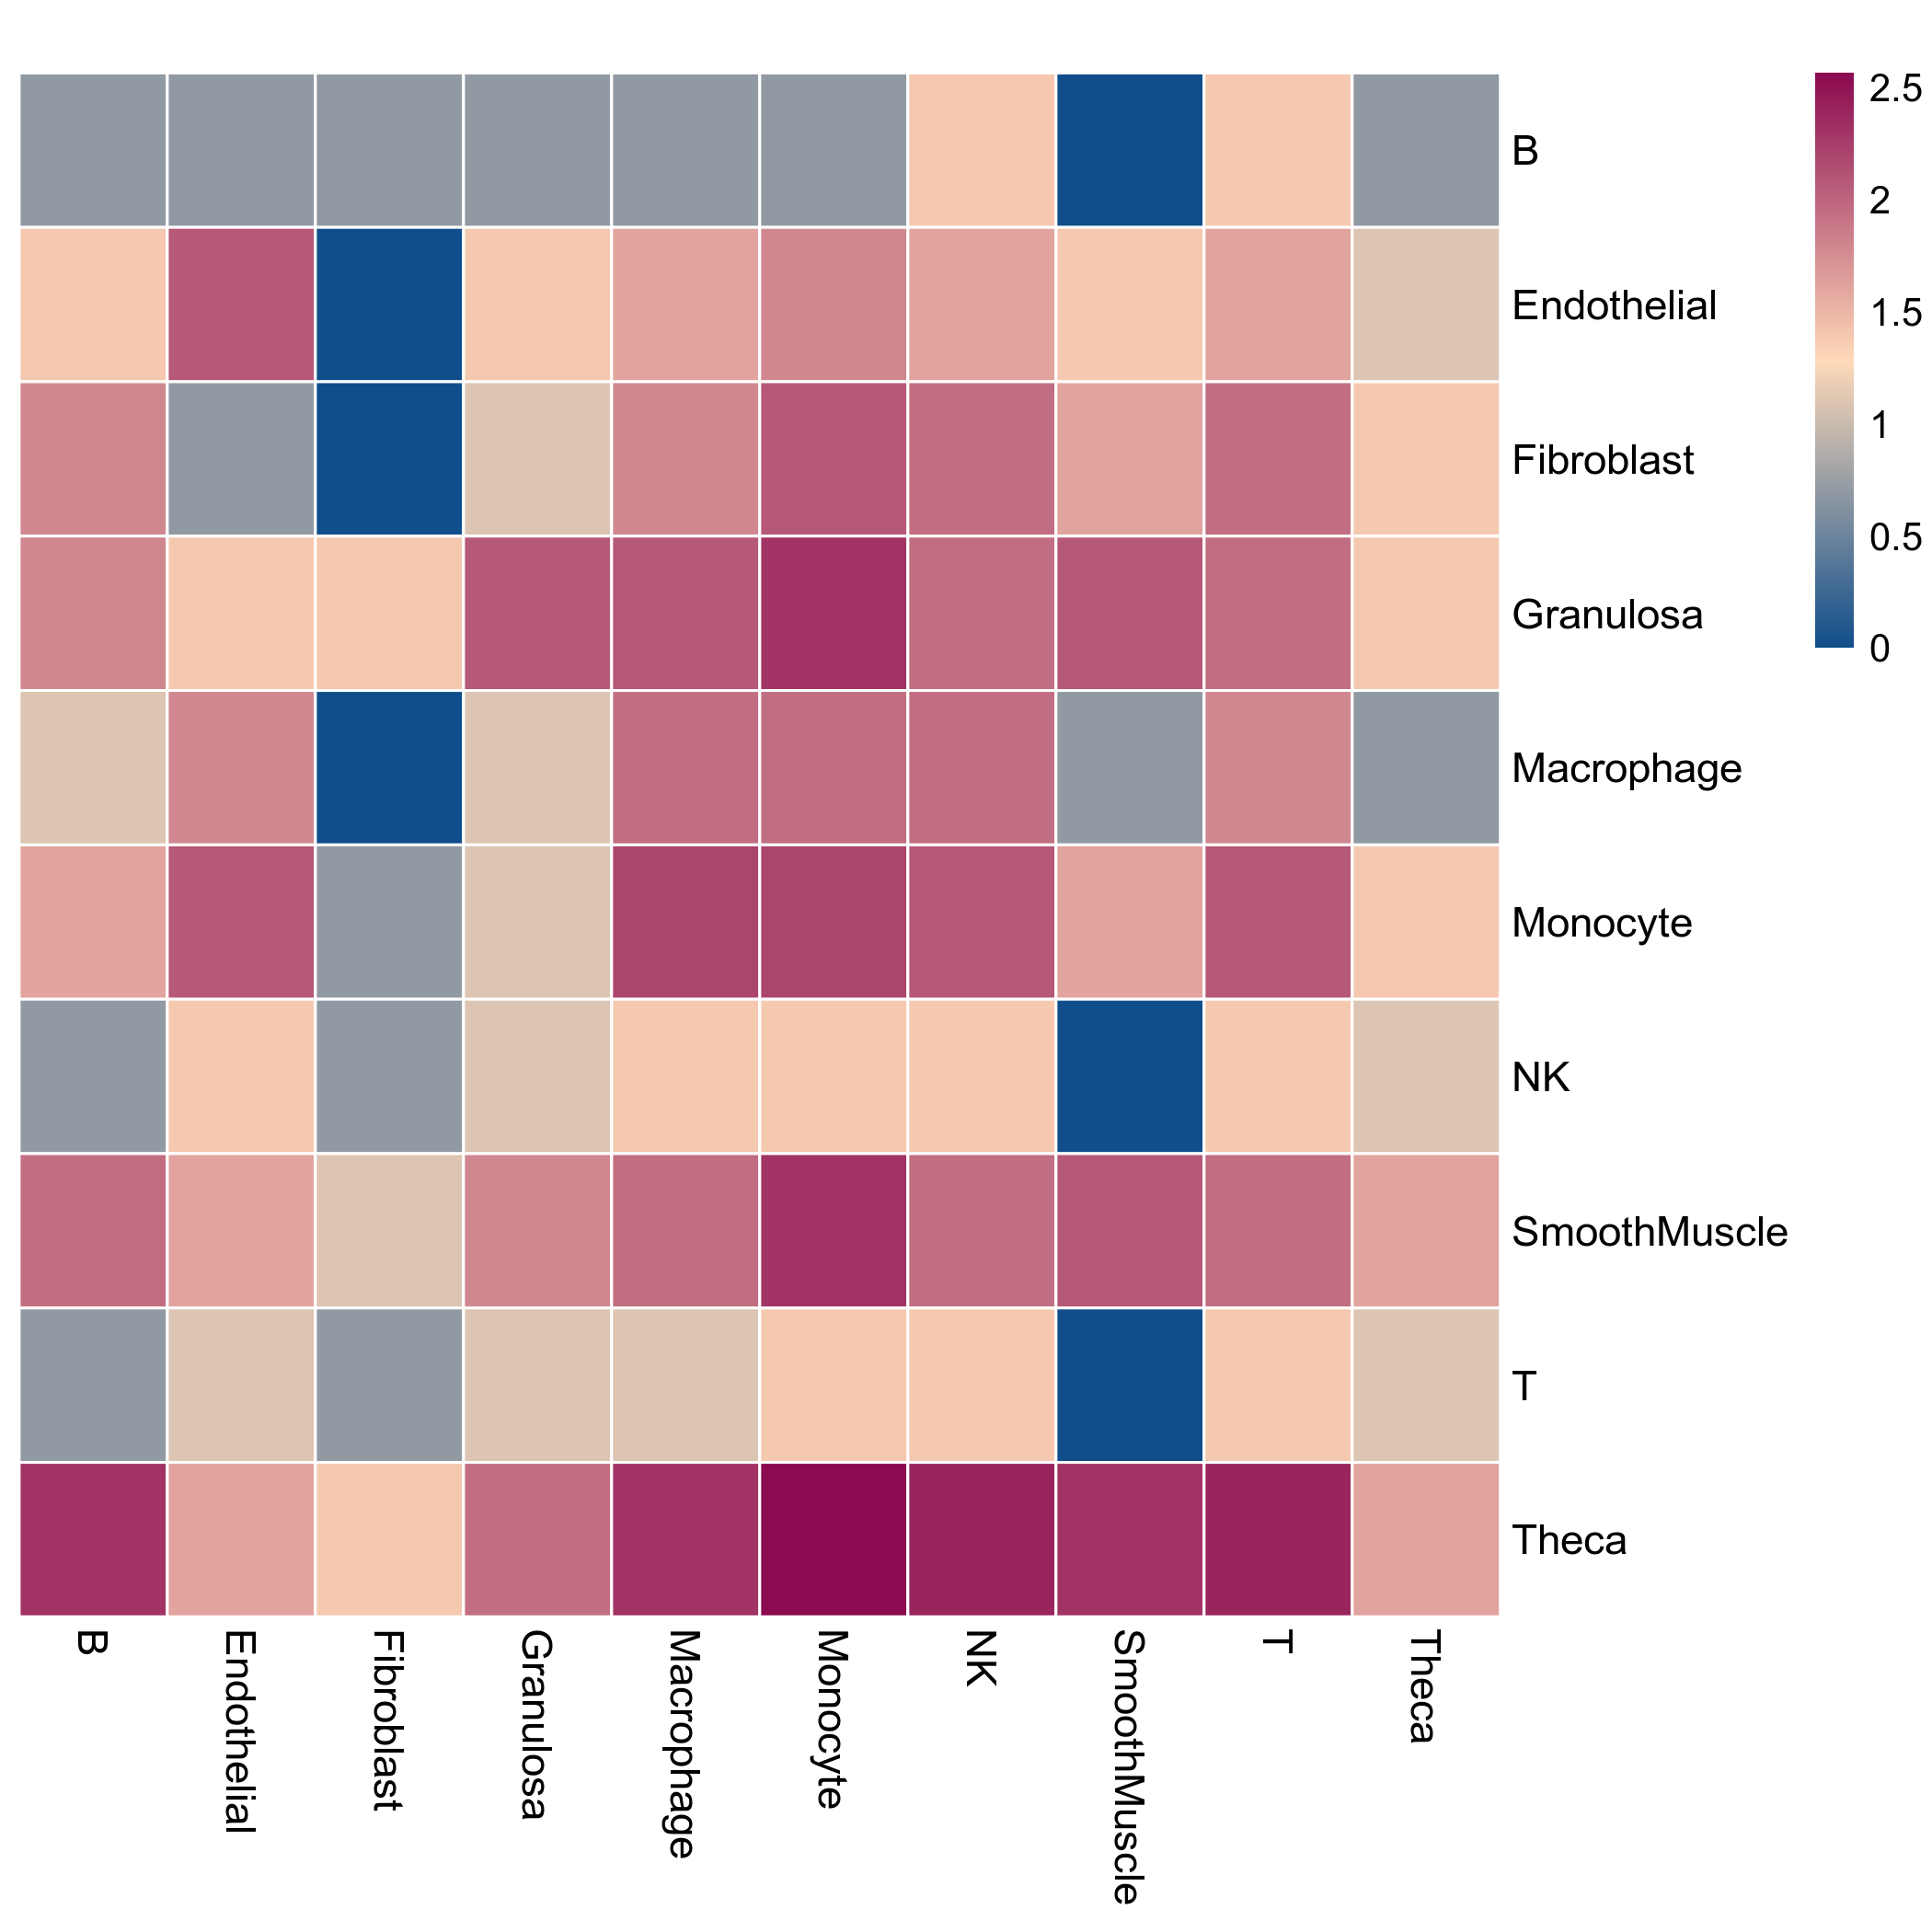 B
Endothelial
Fibroblast
Granulosa
Macrophage
Monocyte
NK
SmoothMuscle
T
Theca
2.5
2
1.5
1
0.5
0
B
Endothelial
Fibroblast
Granulosa
Macrophage
Monocyte
NK
SmoothMuscle
T
Theca